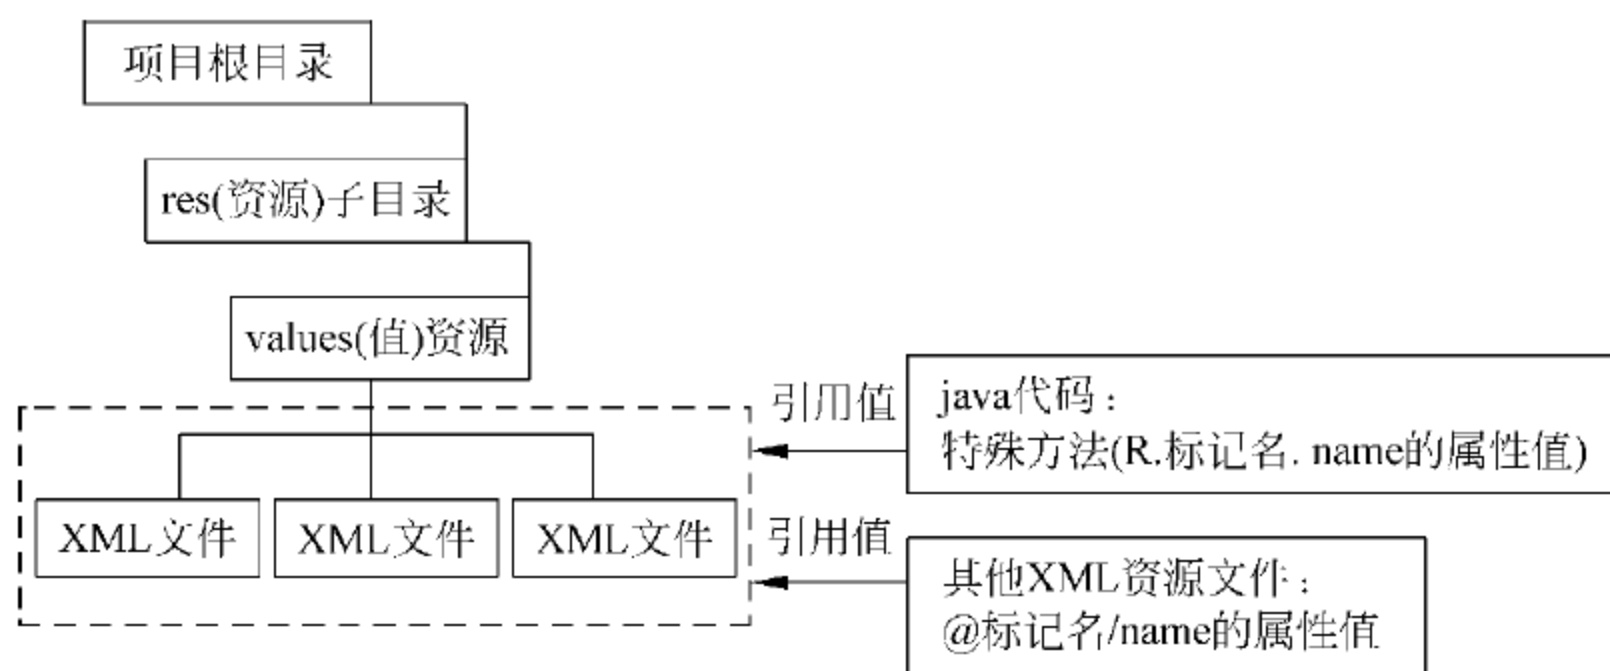 项目根目录
res(资源)子目录
values(值)资源
引用值
java代码：
特殊方法(R.标记名. name的属性值)
XML文件
XML文件
XML文件
引用值
其他XML资源文件：
@标记名/name的属性值